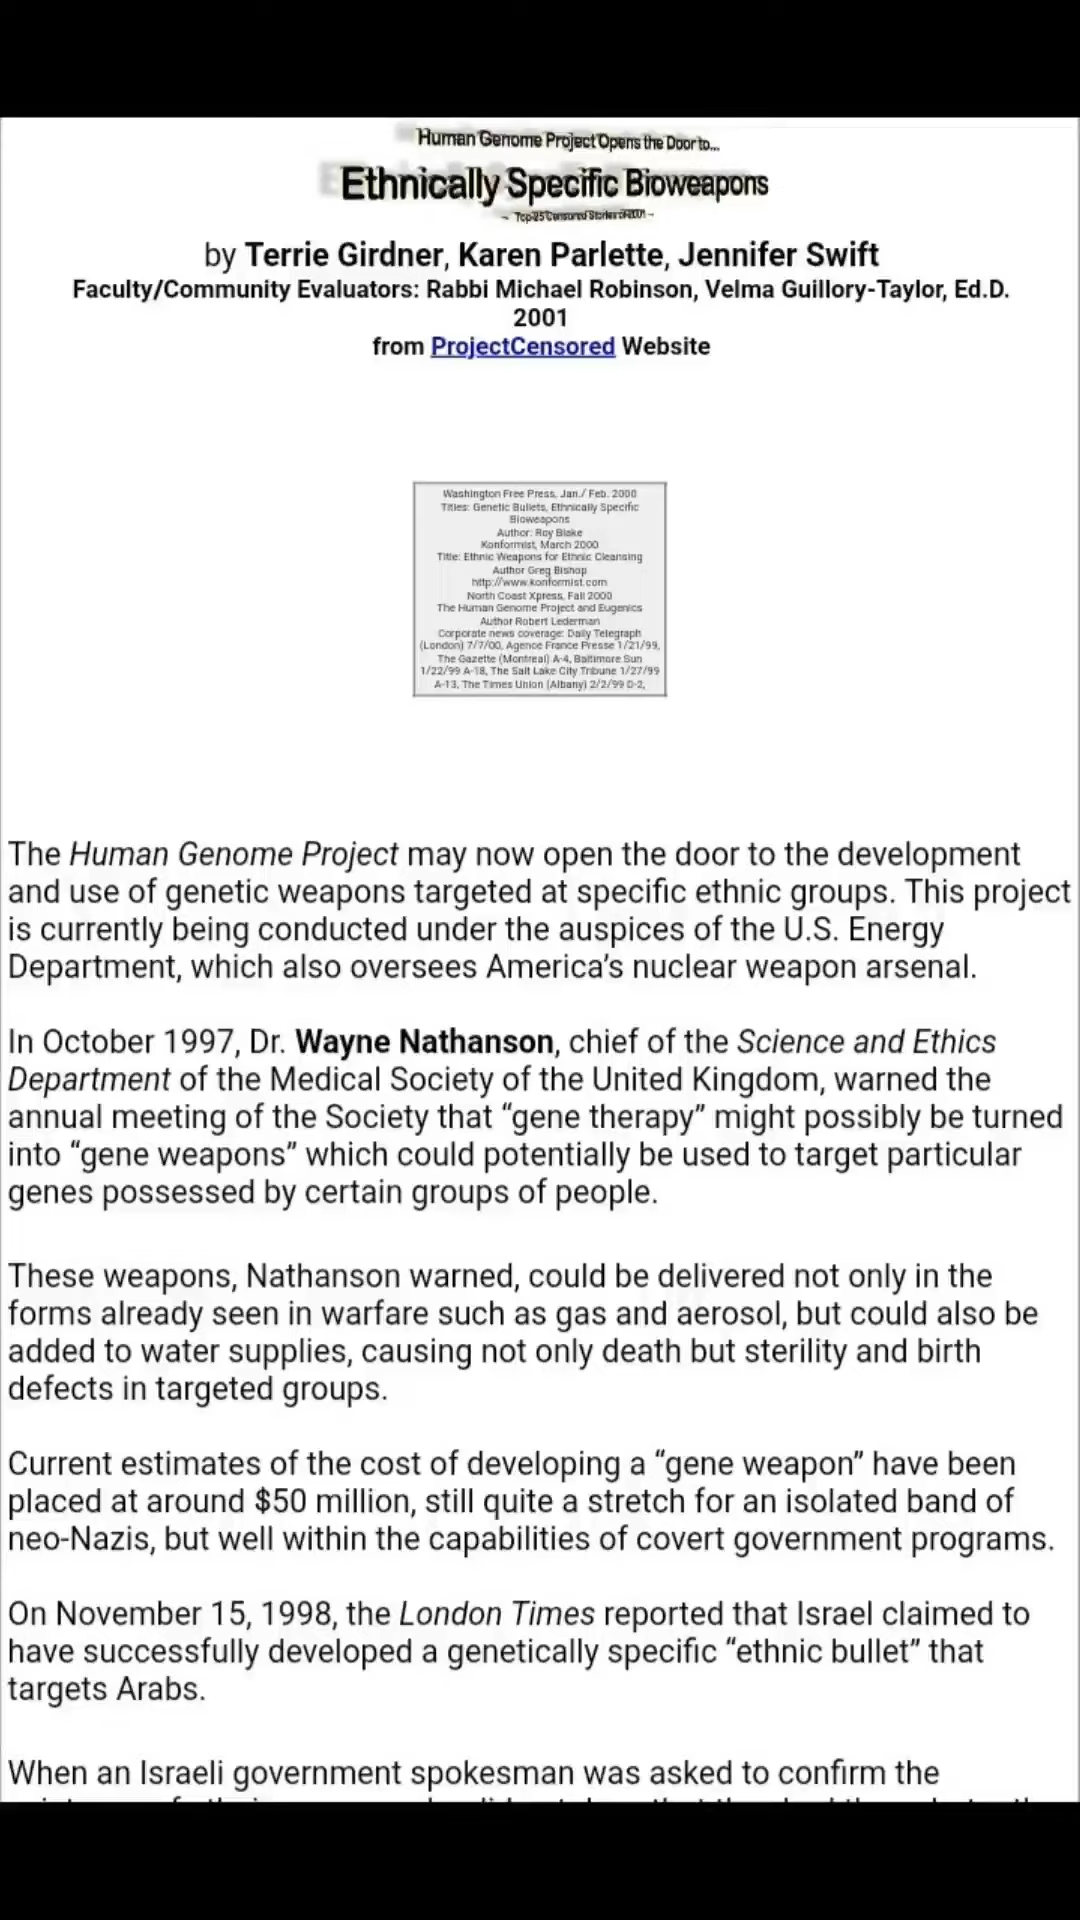 Human Genome Project Opens the Door to...
Ethnically Specific Bioweapons
~ Top 25 Censored Stories of 2001 ~
by Terrie Girdner, Karen Parlette, Jennifer Swift
Faculty/Community Evaluators: Rabbi Michael Robinson, Velma Guillory-Taylor, Ed.D.
2001
from ProjectCensored Website
Washington Free Press, Jan./ Feb. 2000
Titles: Genetic Bullets, Ethnically Specific
Bioweapons
Author: Roy Blake
Konformist, March 2000
Title: Ethnic Weapons for Ethnic Cleansing
Author Greg Bishop
http://www.konformist.com
North Coast Xpress, Fall 2000
The Human Genome Project and Eugenics
Author Robert Lederman
Corporate news coverage: Daily Telegraph
(London) 7/7/00, Agence France Presse 1/21/99,
The Gazette (Montreal) A-4, Baltimore Sun
1/22/99 A-18, The Salt Lake City Tribune 1/27/99
A-13, The Times Union (Albany) 2/2/99 D-2,
The Human Genome Project may now open the door to the development
and use of genetic weapons targeted at specific ethnic groups. This project
is currently being conducted under the auspices of the U.S. Energy
Department, which also oversees America's nuclear weapon arsenal.
In October 1997, Dr. Wayne Nathanson, chief of the Science and Ethics
Department of the Medical Society of the United Kingdom, warned the
annual meeting of the Society that “gene therapy” might possibly be turned
into “gene weapons” which could potentially be used to target particular
genes possessed by certain groups of people.
These weapons, Nathanson warned, could be delivered not only in the
forms already seen in warfare such as gas and aerosol, but could also be
added to water supplies, causing not only death but sterility and birth
defects in targeted groups.
Current estimates of the cost of developing a “gene weapon” have been
placed at around $50 million, still quite a stretch for an isolated band of
neo-Nazis, but well within the capabilities of covert government programs.
On November 15, 1998, the London Times reported that Israel claimed to
have successfully developed a genetically specific “ethnic bullet” that
targets Arabs.
When an Israeli government spokesman was asked to confirm the